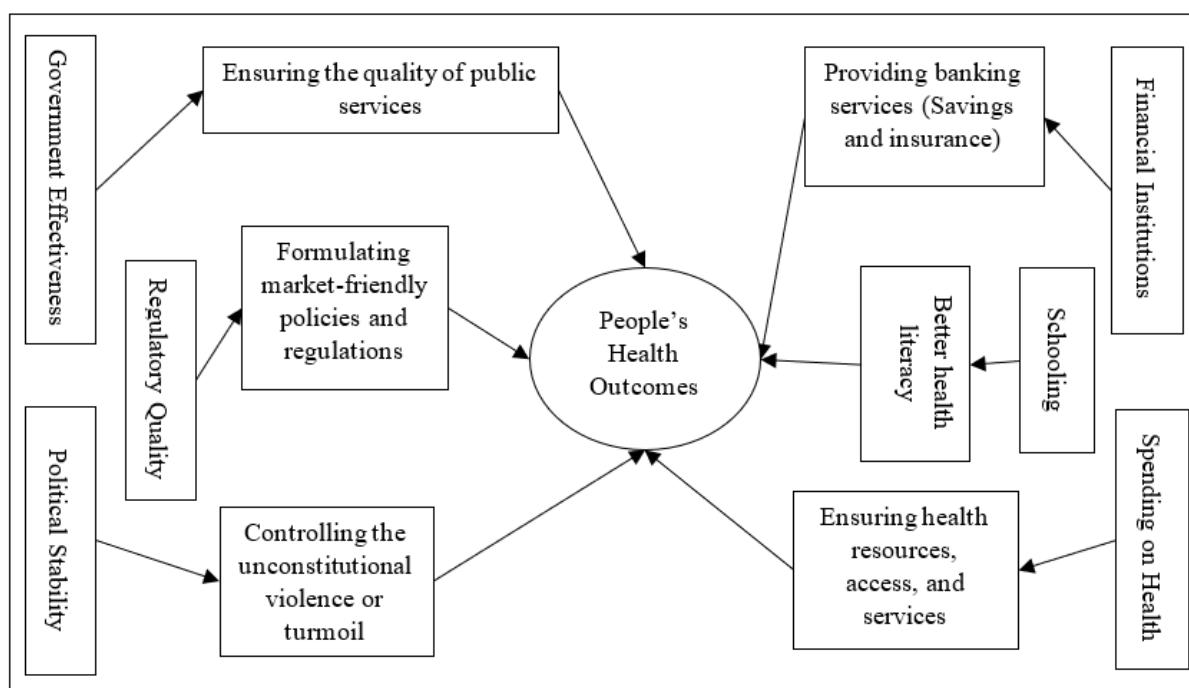 Government Effectiveness
Ensuring the quality of public
services
Regulatory Quality
Formulating
market-friendly
policies and
regulations
Political Stability
Controlling the
unconstitutional
violence or
turmoil
People’s
Health
Outcomes
Providing banking
services (Savings
and insurance)
Financial Institutions
Better health
literacy
Schooling
Ensuring health
resources,
access, and
services
Spending on Health